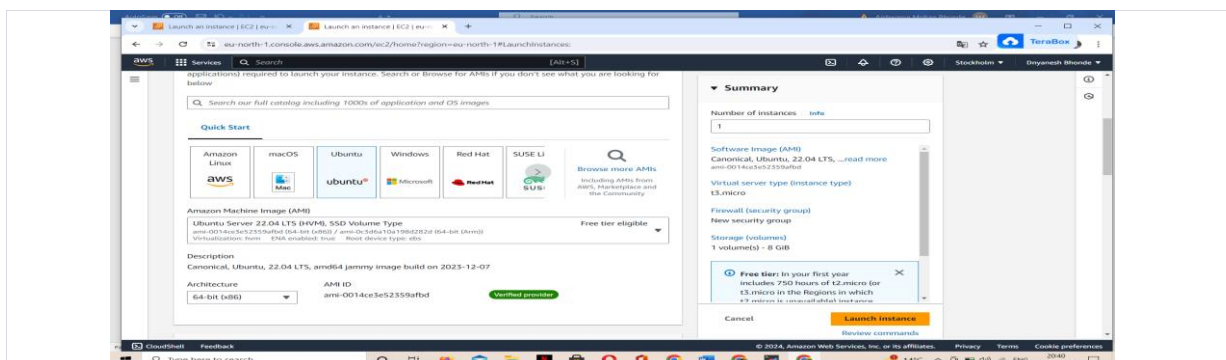 Launch an instance | EC2 | eu-n
Launch an instance | EC2 | eu-n
eu-north-1.console.aws.amazon.com/ec2/home?region=eu-north-1#LaunchInstances:
TeraBox
aws
Services
Search
[Alt+S]
Stockholm
Dnyanesh Bhonde
applications) required to launch your instance. Search or Browse for AMIs if you don't see what you are looking for
below
Search our full catalog including 1000s of application and OS images
Quick Start
Amazon
Linux
aws
macOS
Mac
Ubuntu
ubuntu
Windows
Microsoft
Red Hat
RedHat
SUSE Li
SUS
Browse more AMIs
Including AMIs from
AWS, Marketplace and
the Community
Amazon Machine Image (AMI)
Ubuntu Server 22.04 LTS (HVM), SSD Volume Type
Free tier eligible
ami-0014ce3e52359afbd (64-bit (x86)) / ami-0c3d6a10a198d282d (64-bit (Arm))
Virtualization: hvm ENA enabled: true Root device type: ebs
Description
Canonical, Ubuntu, 22.04 LTS, amd64 jammy image build on 2023-12-07
Architecture
AMI ID
64-bit (x86)
ami-0014ce3e52359afbd
Verified provider
Summary
Number of instances Info
1
Software Image (AMI)
Canonical, Ubuntu, 22.04 LTS, ...read more
ami-0014ce3e52359afbd
Virtual server type (instance type)
t3.micro
Firewall (security group)
New security group
Storage (volumes)
1 volume(s) - 8 GiB
Free tier: In your first year
includes 750 hours of t2.micro (or
t3.micro in the Regions in which
t2.micro is unavailable) instance
Cancel
Launch instance
Review commands
CloudShell Feedback
© 2024, Amazon Web Services, Inc. or its affiliates. Privacy Terms Cookie preferences
Type here to search
14°C
ENG
20:40